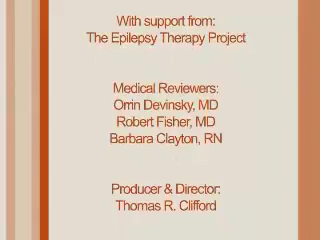 With support from:
The Epilepsy Therapy Project
Medical Reviewers:
Orrin Devinsky, MD
Robert Fisher, MD
Barbara Clayton, RN
Producer & Director:
Thomas R. Clifford